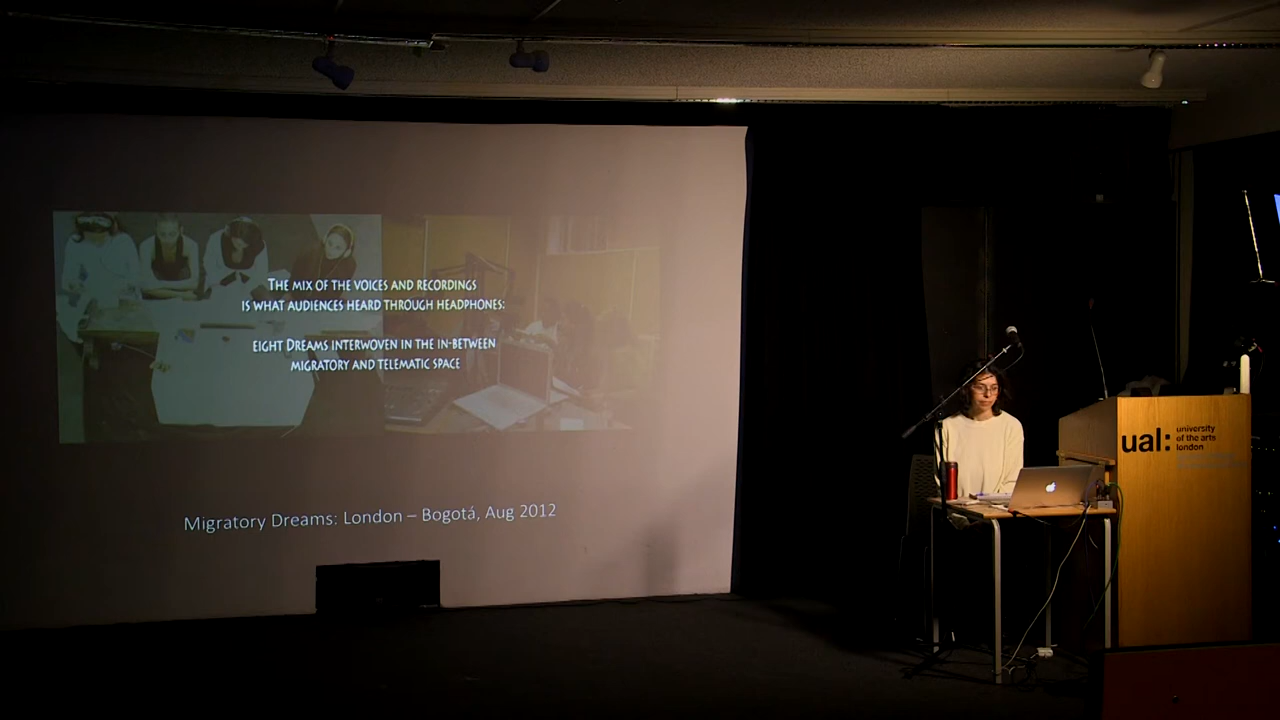 THE MIX OF THE VOICES AND RECORDINGS
IS WHAT AUDIENCES HEARD THROUGH HEADPHONES:
EIGHT DREAMS INTERWOVEN IN THE IN-BETWEEN
MIGRATORY AND TELEMATIC SPACE
Migratory Dreams: London – Bogotá, Aug 2012
ual:
university
of the arts
london